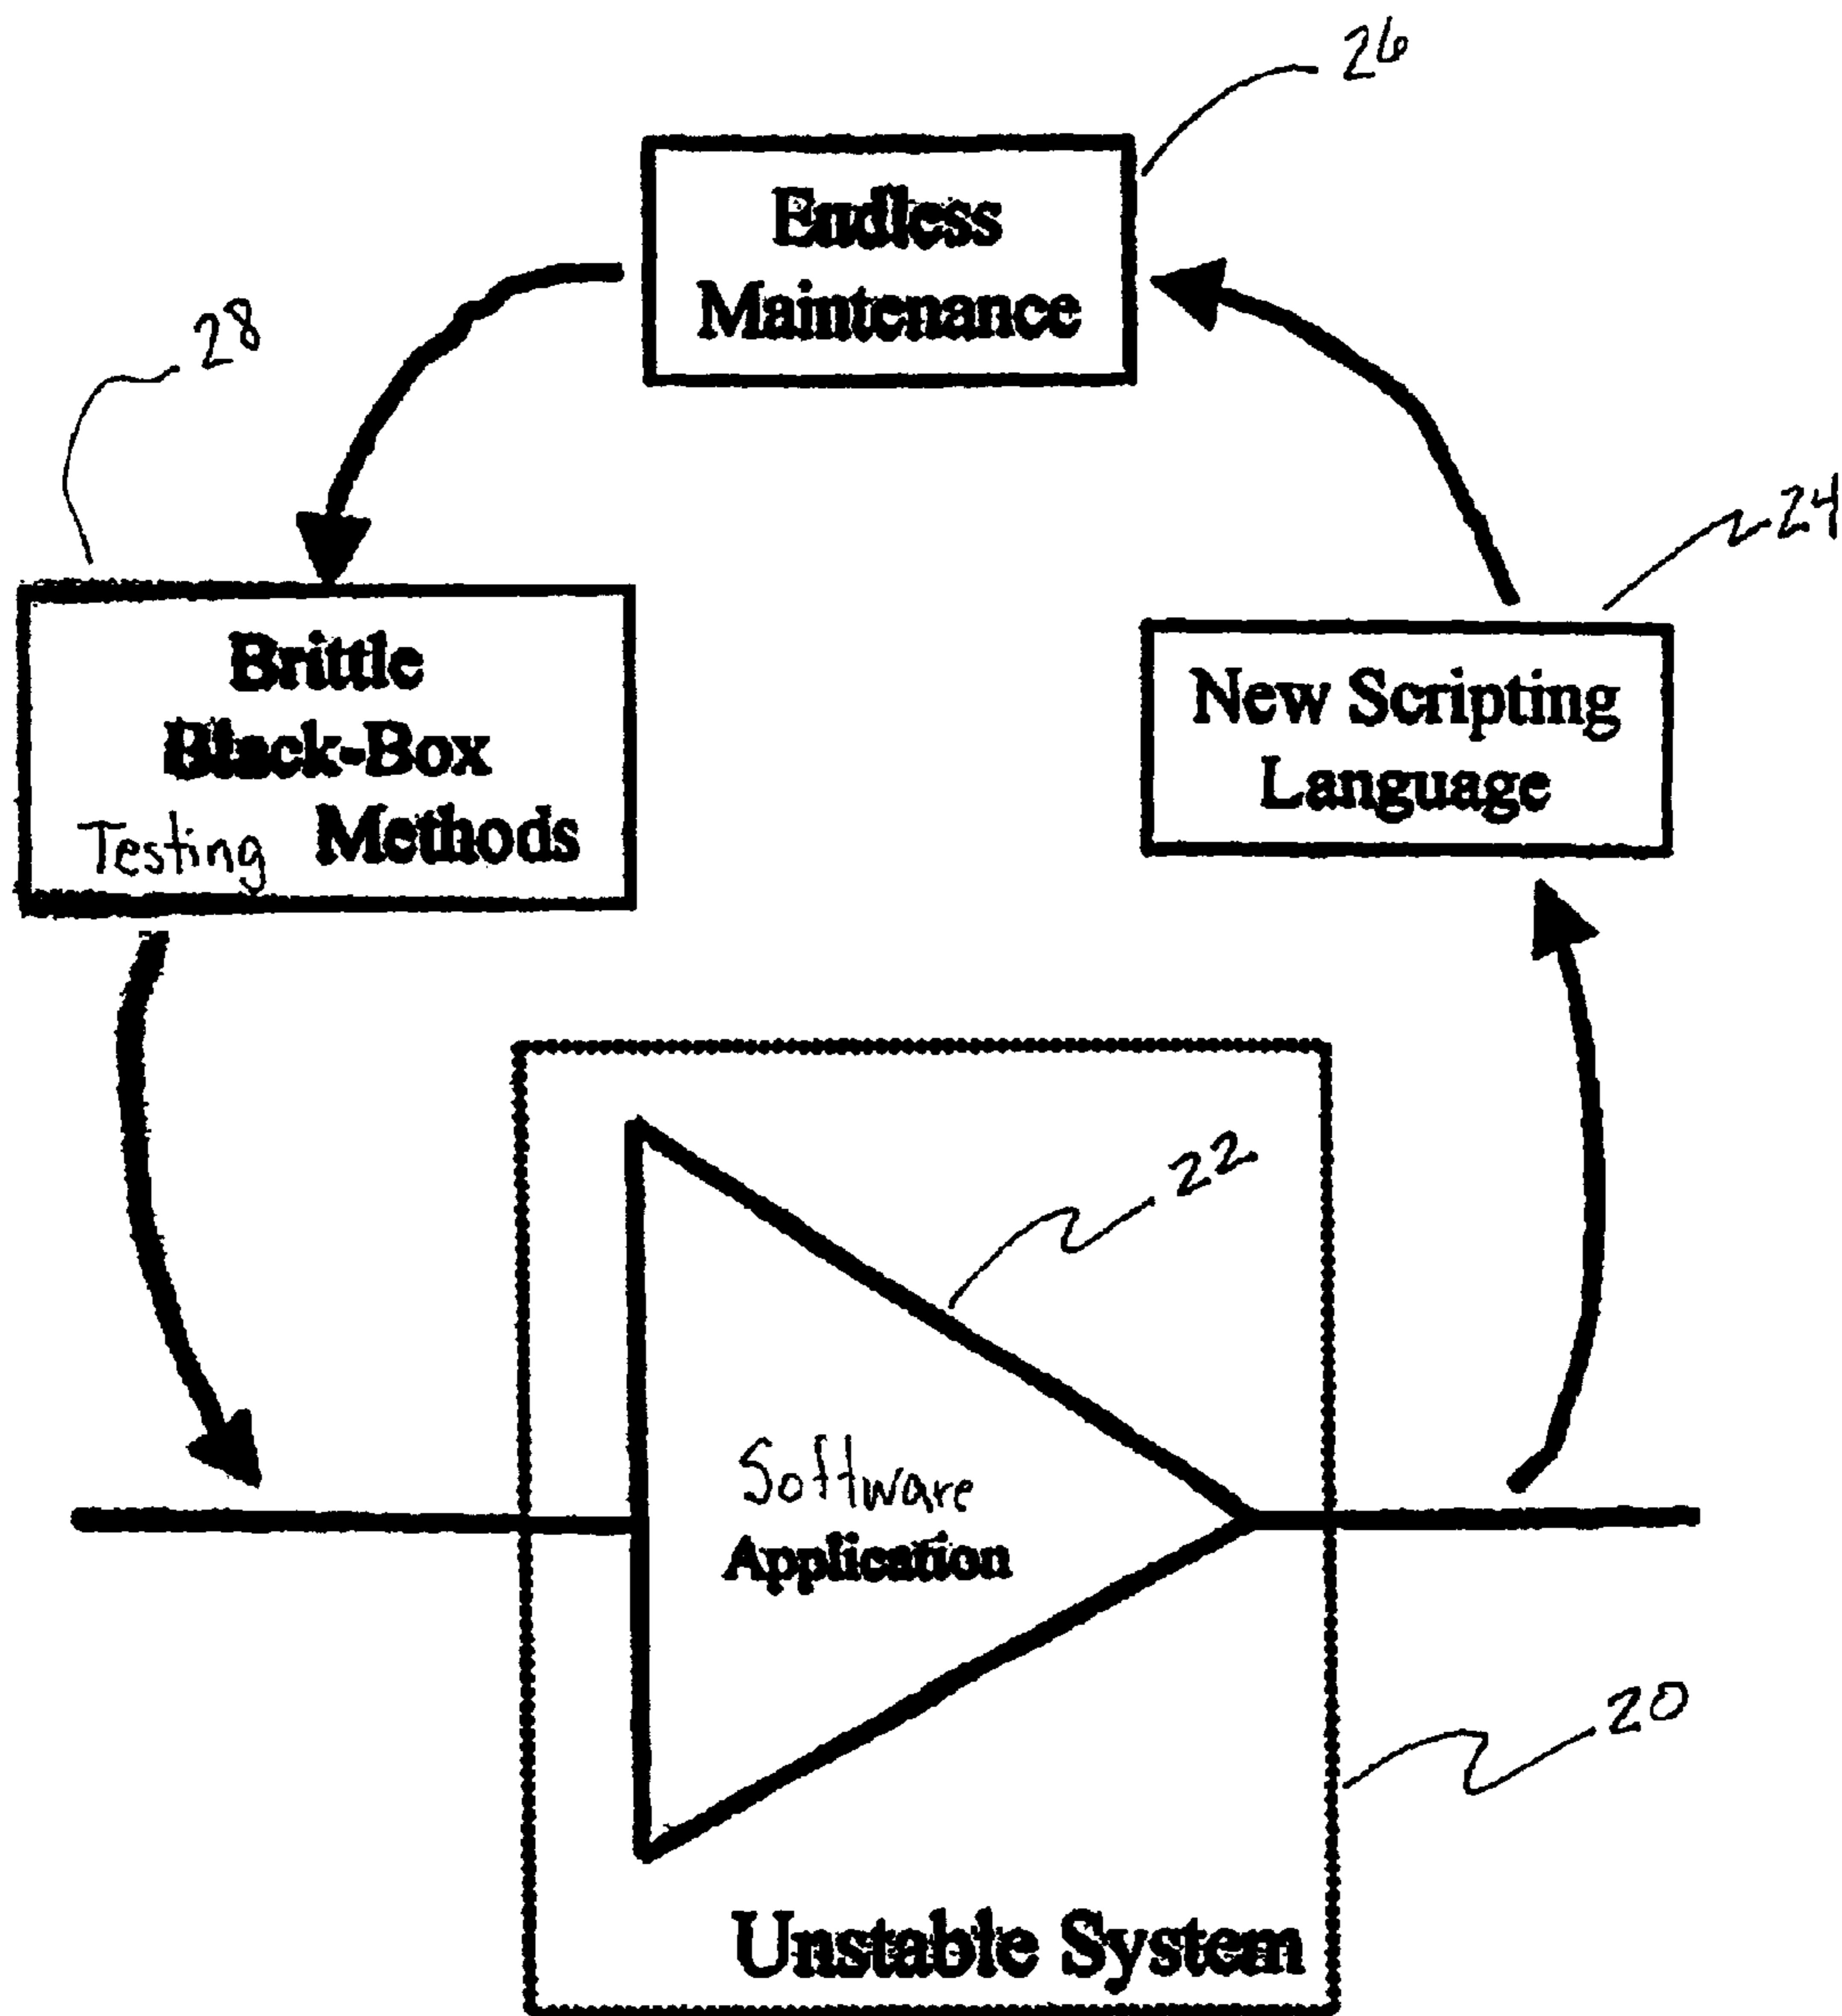 26
Endless
Maintenance
28
24
Brittle
Black-Box
Testing Methods
New Scripting
Language
22
Software
Application
20
Unstable System